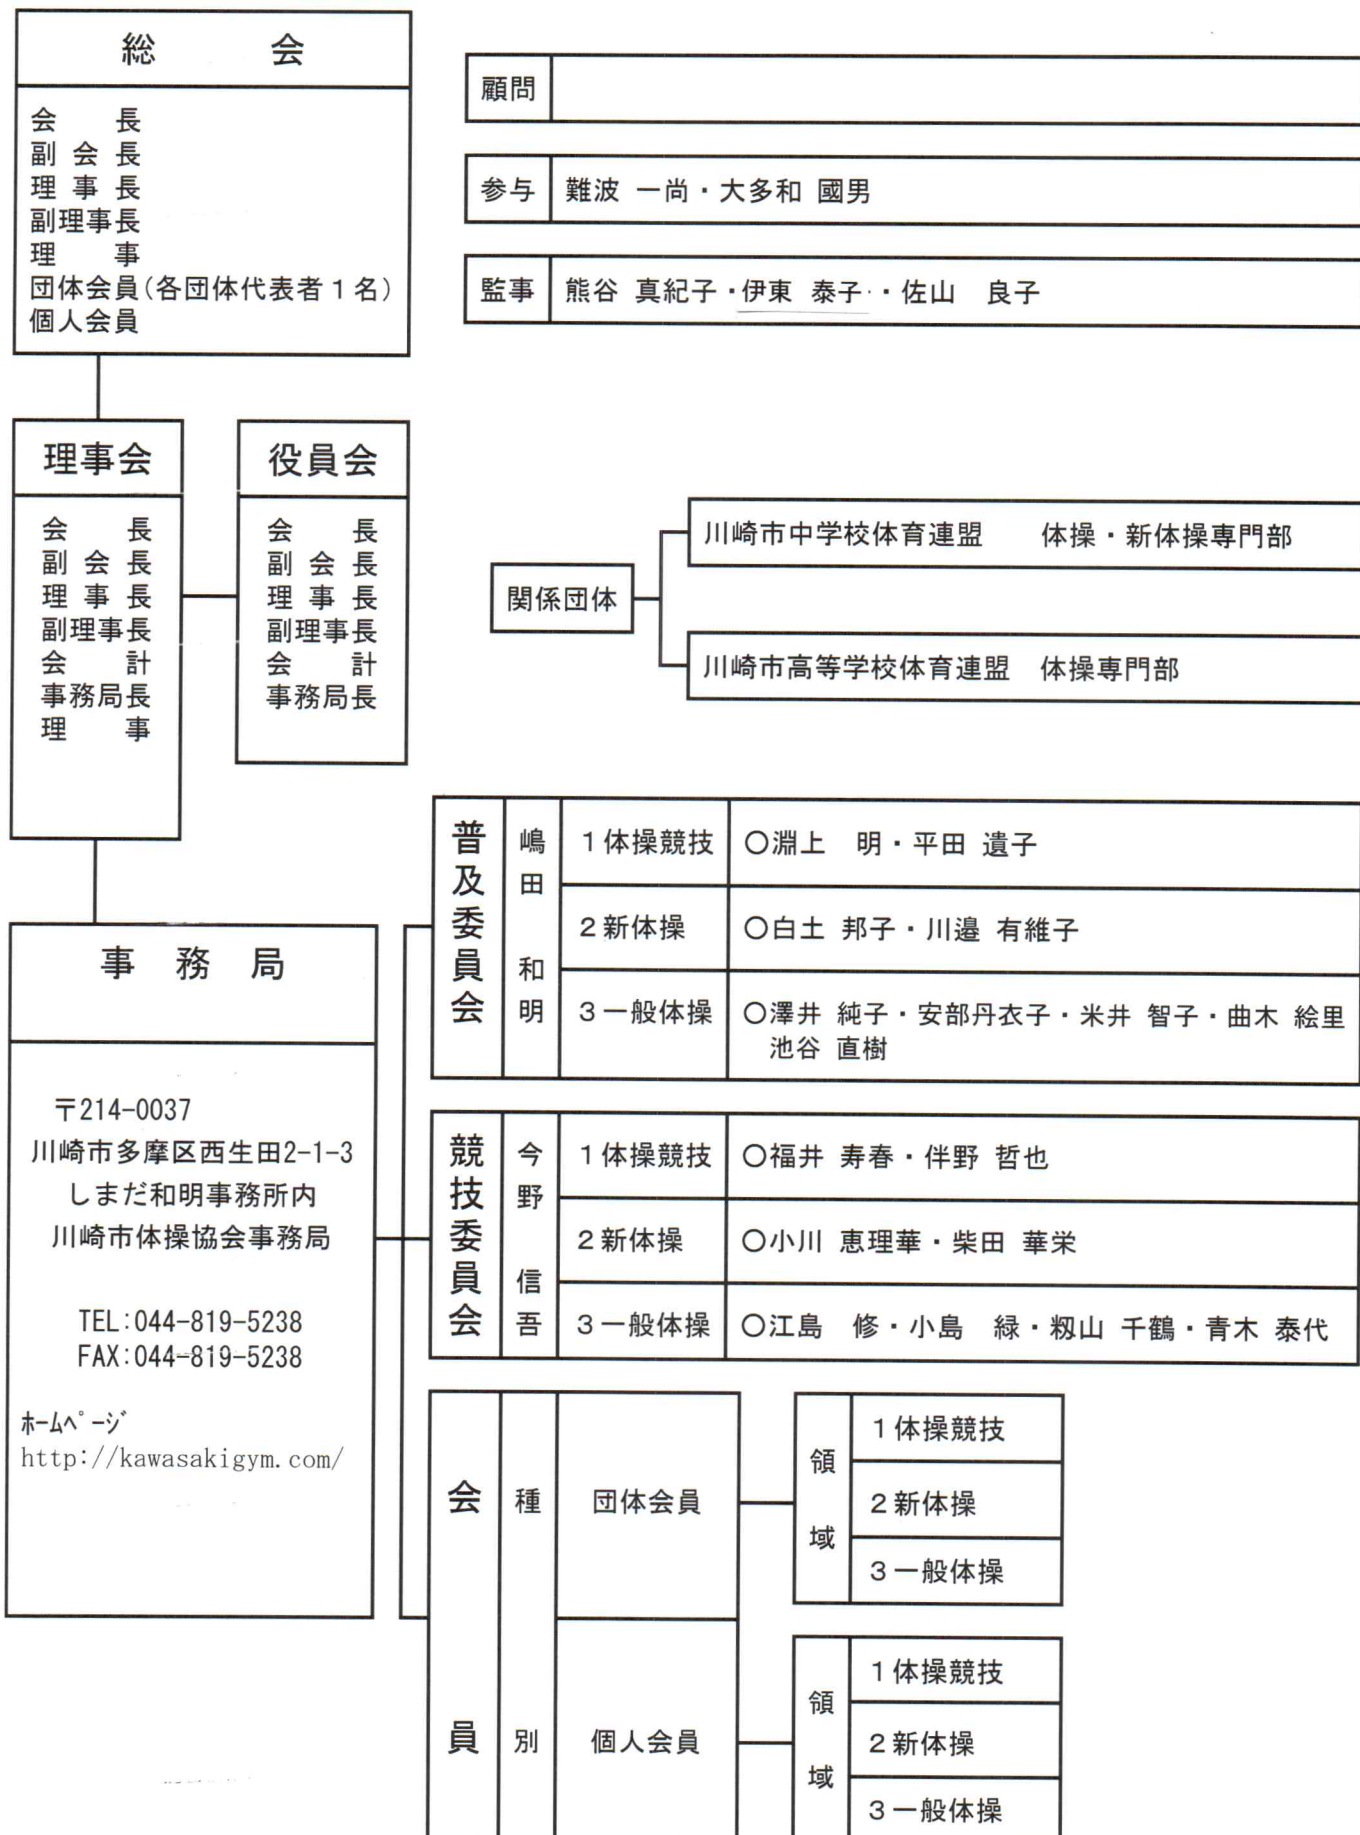 総　　会
会　　長
副 会 長
理 事 長
副理事長
理　　事
団体会員(各団体代表者１名)
個人会員
顧問
参与 難波 一尚・大多和 國男
監事 熊谷 真紀子・伊東 泰子・佐山　良子
理事会
会　　長
副 会 長
理 事 長
副理事長
会　　計
事務局長
理　　事
役員会
会　　長
副 会 長
理 事 長
副理事長
会　　計
事務局長
関係団体
川崎市中学校体育連盟　体操・新体操専門部
川崎市高等学校体育連盟　体操専門部
事　務　局
〒214-0037
川崎市多摩区西生田2-1-3
しまだ和明事務所内
川崎市体操協会事務局
TEL:044-819-5238
FAX:044-819-5238
ﾎｰﾑﾍﾟｰｼﾞ
http://kawasakigym.com/
普及委員会
嶋田　和明
１体操競技 〇淵上　明・平田 遺子
２新体操 〇白土 邦子・川邉 有維子
３一般体操 〇澤井 純子・安部丹衣子・米井 智子・曲木 絵里
池谷 直樹
競技委員会
今野　信吾
１体操競技 〇福井 寿春・伴野 哲也
２新体操 〇小川 恵理華・柴田 華栄
３一般体操 〇江島　修・小島　緑・籾山 千鶴・青木 泰代
会員
種別
団体会員
領域
１体操競技
２新体操
３一般体操
個人会員
領域
１体操競技
２新体操
３一般体操